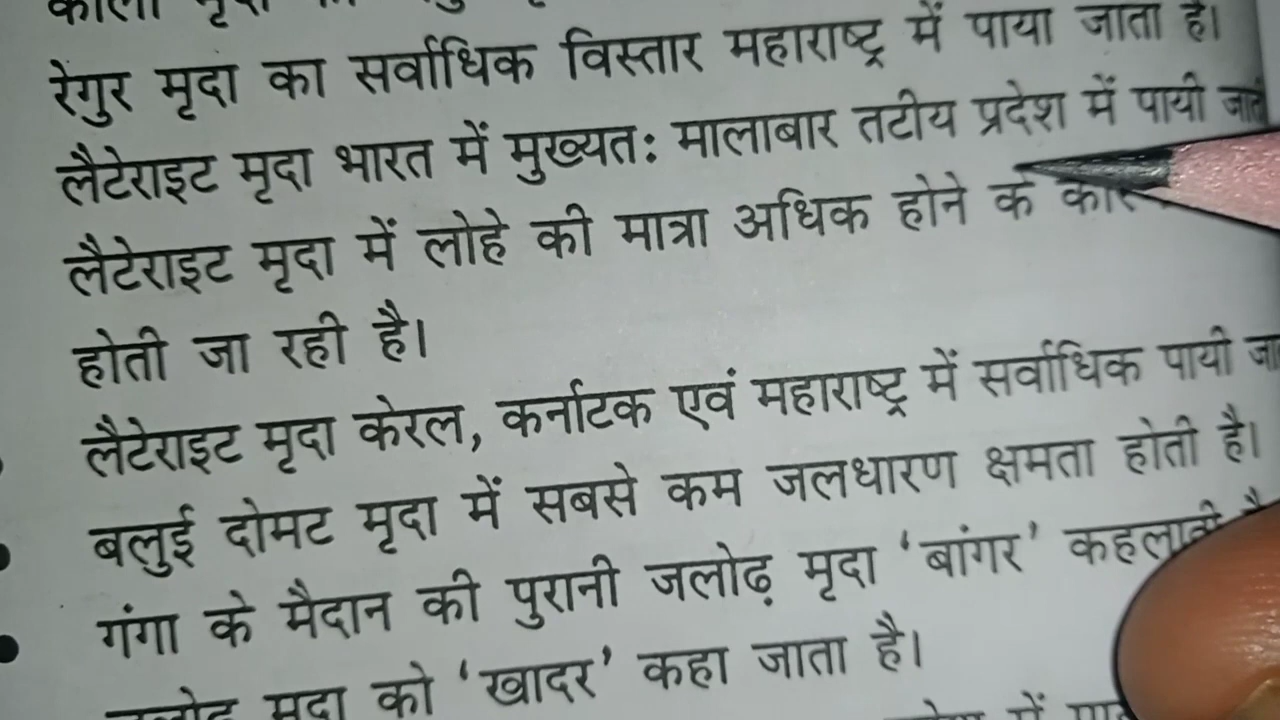 काली मृदा
रेगुर मृदा का सर्वाधिक विस्तार महाराष्ट्र में पाया जाता है।
लैटेराइट मृदा भारत में मुख्यत: मालाबार तटीय प्रदेश में पायी
लैटेराइट मृदा में लोहे की मात्रा अधिक होने के
होती जा रही है।
लैटेराइट मृदा केरल, कर्नाटक एवं महाराष्ट्र में सर्वाधिक पायी
बलुई दोमट मृदा में सबसे कम जलधारण क्षमता होती है।
गंगा के मैदान की पुरानी जलोढ़ मृदा ‘बांगर’ कहलाती है
जलोढ़ मृदा को ‘खादर’ कहा जाता है।
में